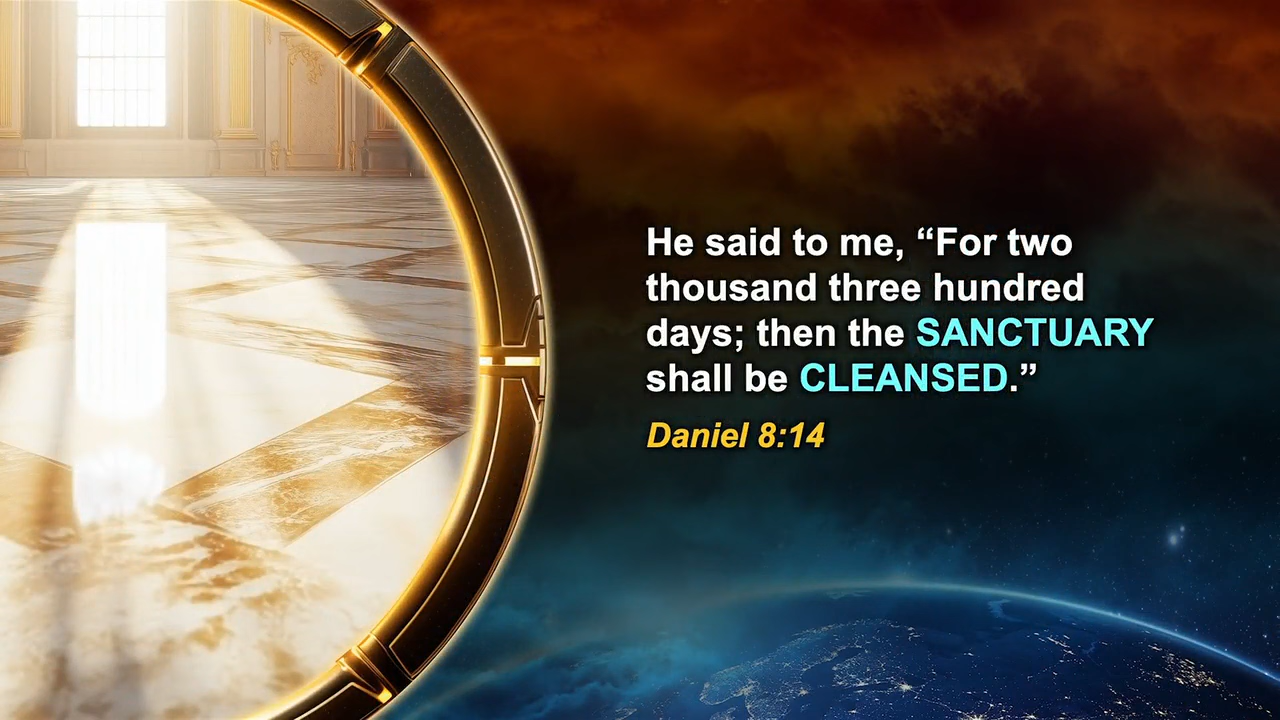 He said to me, “For two
thousand three hundred
days; then the SANCTUARY
shall be CLEANSED.”
Daniel 8:14